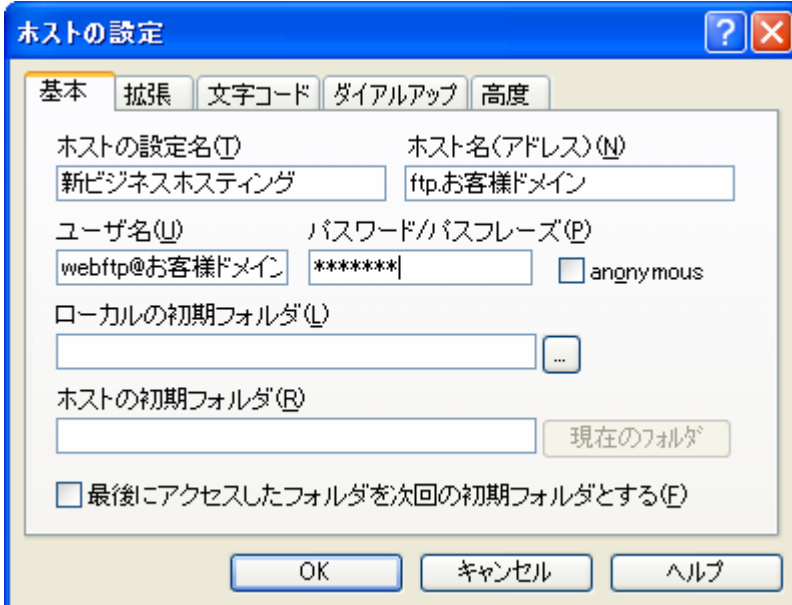 ホストの設定
基本 拡張 文字コード ダイアルアップ 高度
ホストの設定名(T) ホスト名(アドレス)(N)
新ビジネスホスティング ftp.お客様ドメイン
ユーザ名(U) パスワード/パスフレーズ(P)
webftp@お客様ドメイン ******* anonymous
ローカルの初期フォルダ(L)
...
ホストの初期フォルダ(R)
現在のフォルダ
最後にアクセスしたフォルダを次回の初期フォルダとする(F)
OK キャンセル ヘルプ